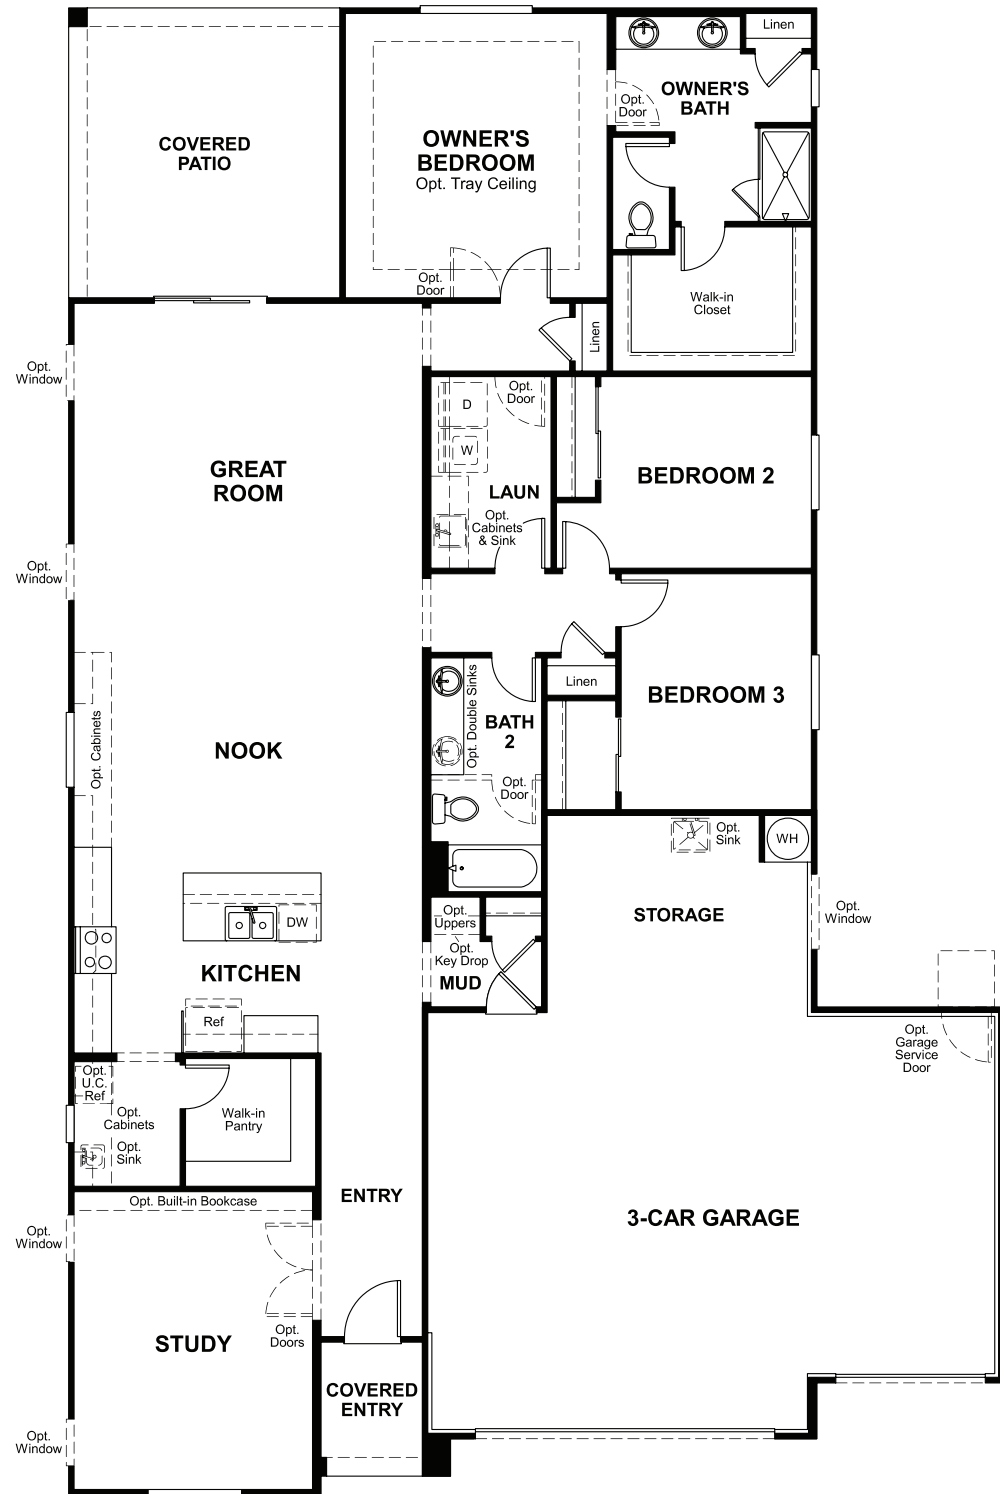 Linen
OWNER'S
BATH
Opt.
Door
COVERED
PATIO
OWNER'S
BEDROOM
Opt. Tray Ceiling
Opt.
Door
Walk-in
Closet
Linen
Opt.
Window
D
Opt.
Door
W
GREAT
ROOM
LAUN
Opt.
Cabinets
& Sink
BEDROOM 2
Opt.
Window
Linen
BEDROOM 3
Opt. Double Sinks
BATH
2
Opt. Cabinets
NOOK
Opt.
Door
Opt.
Sink
WH
STORAGE
Opt.
Window
DW
Opt.
Uppers
Opt.
Key Drop
MUD
KITCHEN
Ref
Opt.
Garage
Service
Door
Opt.
U.C.
Ref
Opt.
Cabinets
Opt.
Sink
Walk-in
Pantry
ENTRY
Opt. Built-in Bookcase
3-CAR GARAGE
Opt.
Window
STUDY
Opt.
Doors
COVERED
ENTRY
Opt.
Window